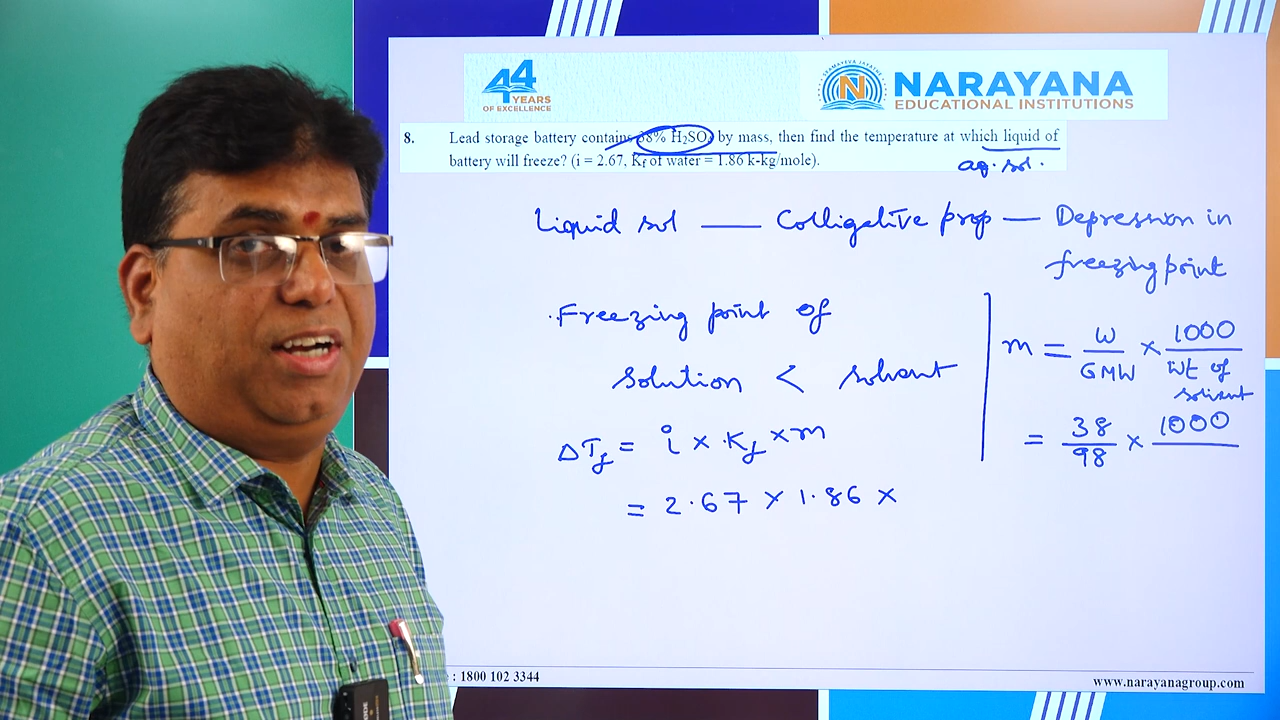 44
YEARS
OF EXCELLENCE
SATYAMEVA JAYATHE
N
NARAYANA
EDUCATIONAL INSTITUTIONS
8. Lead storage battery contains 38% H₂SO₄ by mass, then find the temperature at which liquid of
battery will freeze? (i = 2.67, Kf of water = 1.86 k-kg/mole).
aq. sol.
Liquid sol — Colligative prop — Depression in
freezing point
Freezing point of
solution < solvent
m = W/GMW × 1000/Wt of solvent
ΔTf = i × Kf × m
= 38/98 × 1000
= 2.67 × 1.86 ×
: 1800 102 3344
www.narayanagroup.com